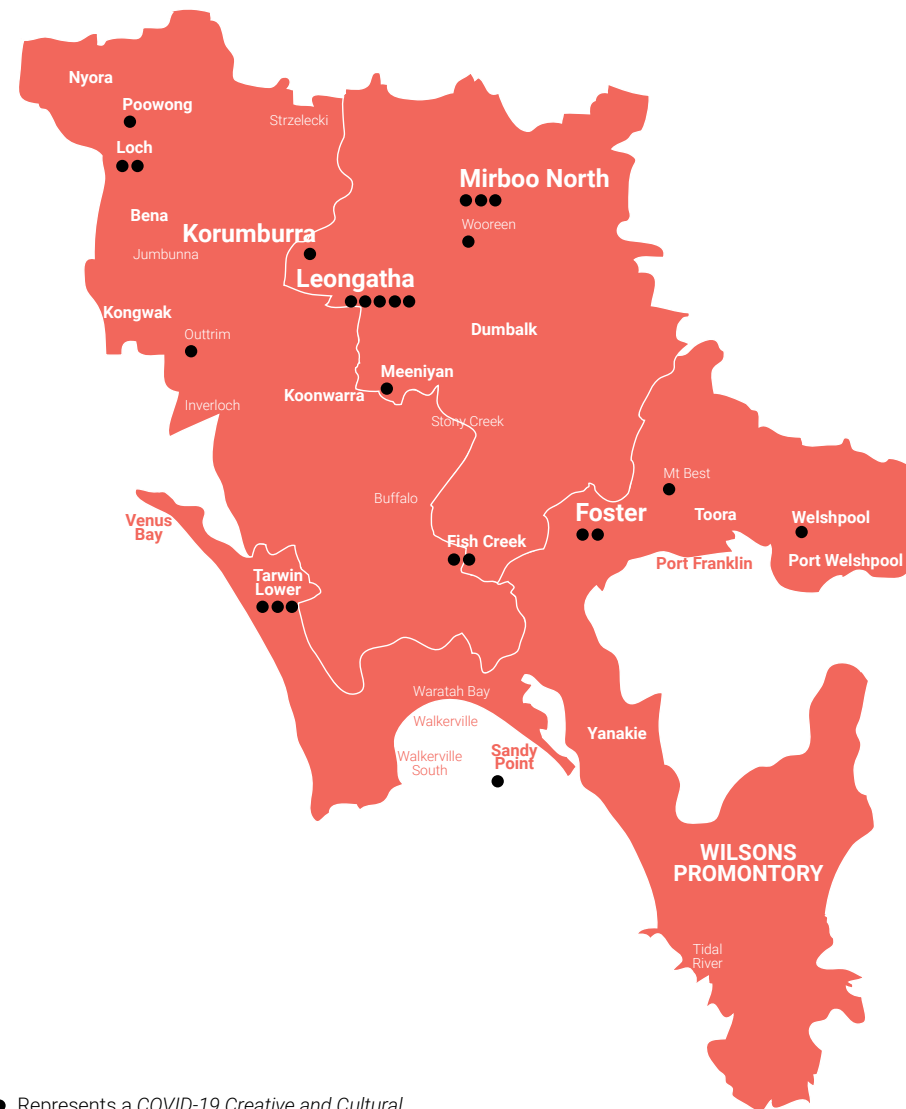 Nyora
Poowong
Strzelecki
Loch
Mirboo North
Bena
Wooreen
Korumburra
Jumbunna
Leongatha
Kongwak
Outtrim
Dumbalk
Meeniyan
Koonwarra
Inverloch
Stony Creek
Mt Best
Buffalo
Venus
Bay
Foster
Toora
Welshpool
Fish Creek
Port Franklin
Port Welshpool
Tarwin
Lower
Waratah Bay
Walkerville
Yanakie
Sandy
Point
Walkerville
South
WILSONS
PROMONTORY
Tidal
River
Represents a COVID-19 Creative and Cultural